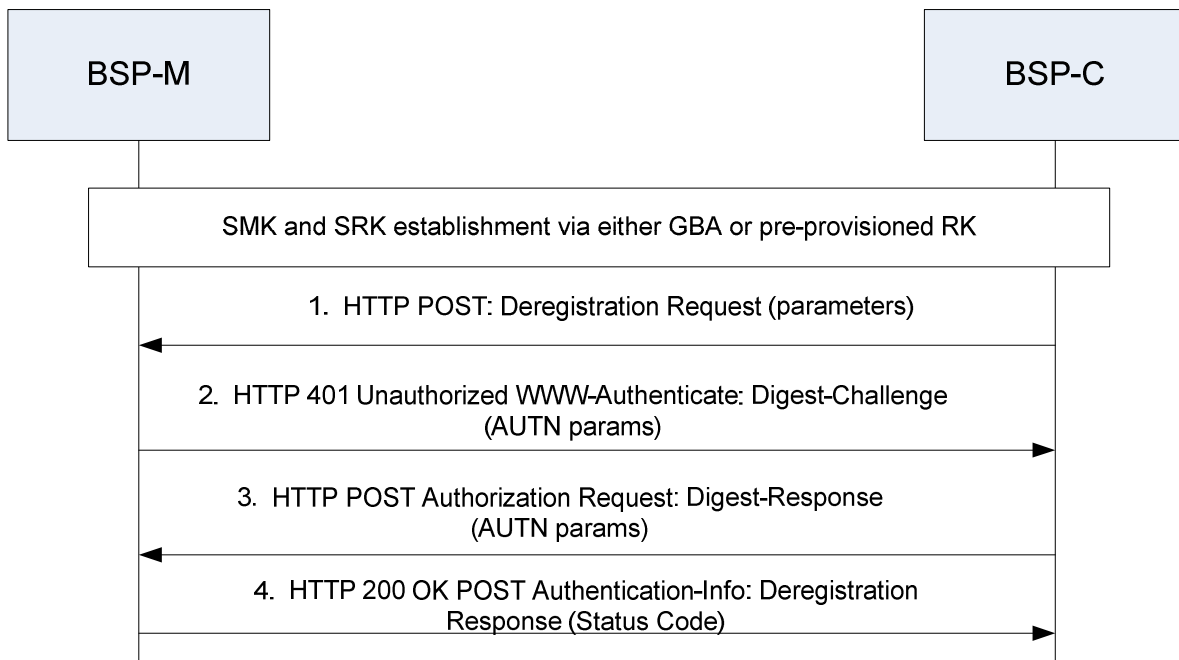 BSP-M
BSP-C
SMK and SRK establishment via either GBA or pre-provisioned RK
1. HTTP POST: Deregistration Request (parameters)
2. HTTP 401 Unauthorized WWW-Authenticate: Digest-Challenge
(AUTN params)
3. HTTP POST Authorization Request: Digest-Response
(AUTN params)
4. HTTP 200 OK POST Authentication-Info: Deregistration
Response (Status Code)